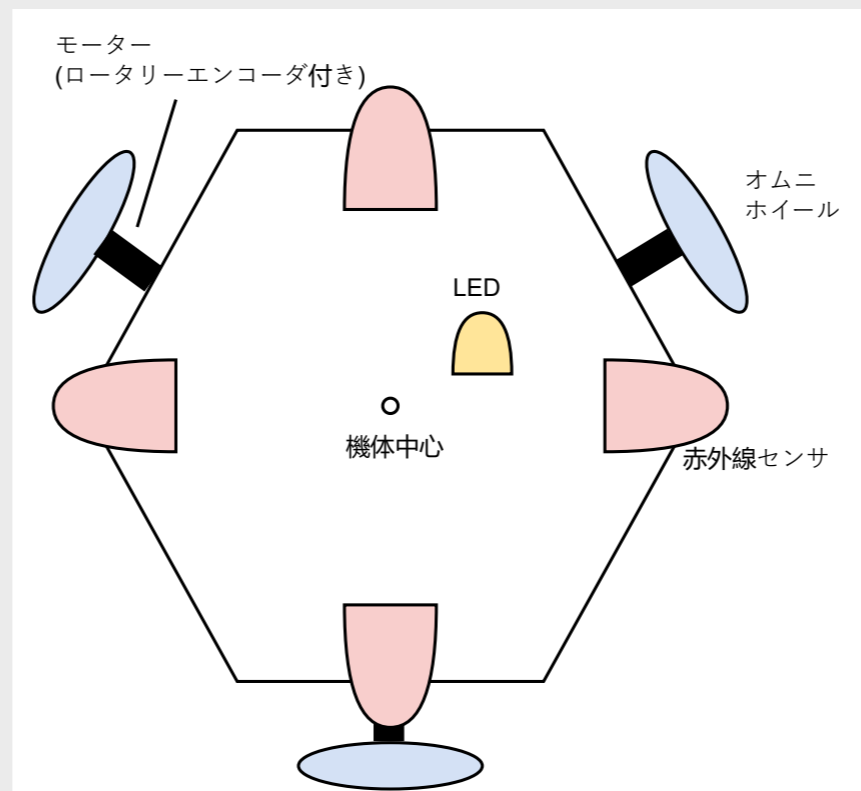 モーター
(ロータリーエンコーダ付き)
オムニ
ホイール
LED
機体中心
赤外線センサ